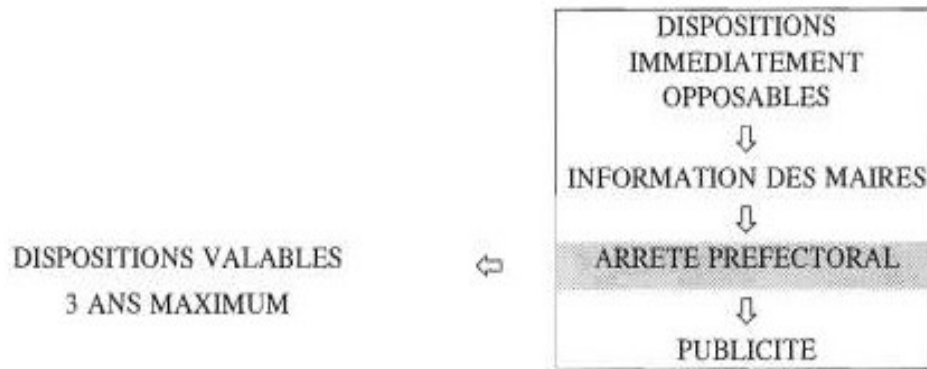 DISPOSITIONS
IMMEDIATEMENT
OPPOSABLES
INFORMATION DES MAIRES
DISPOSITIONS VALABLES
3 ANS MAXIMUM
ARRETE PREFECTORAL
PUBLICITE